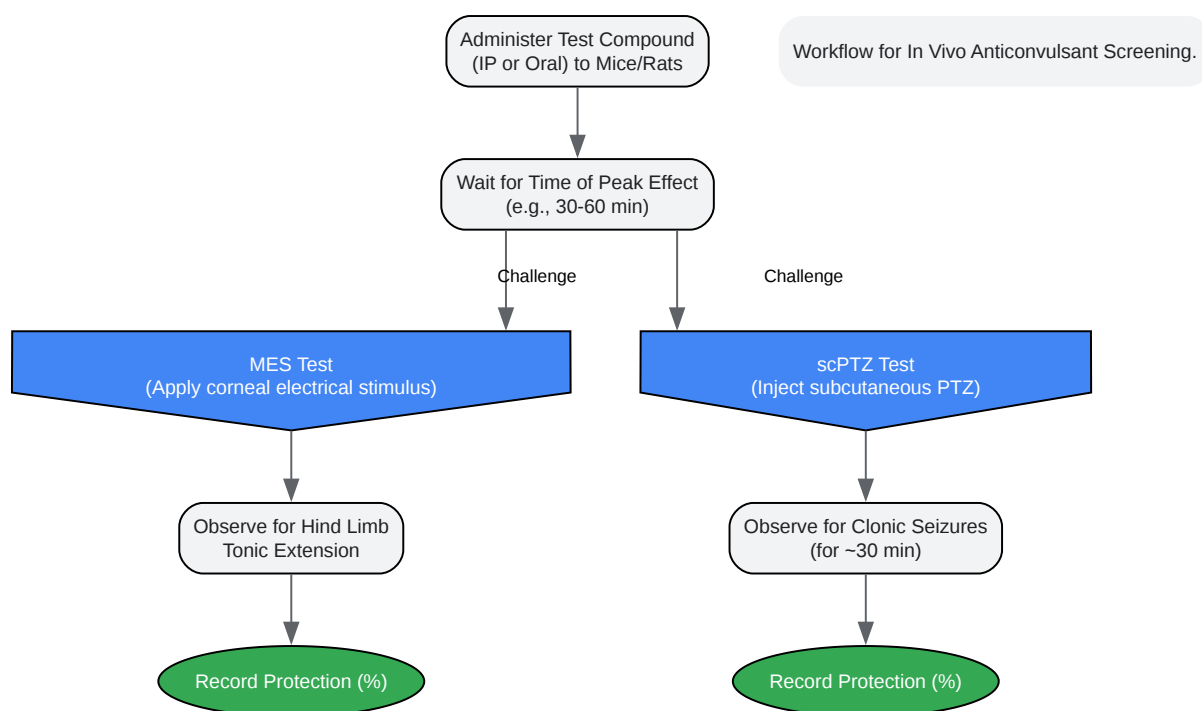 Administer Test Compound
(IP or Oral) to Mice/Rats
Workflow for In Vivo Anticonvulsant Screening.
Wait for Time of Peak Effect
(e.g., 30-60 min)
Challenge
Challenge
MES Test
(Apply corneal electrical stimulus)
scPTZ Test
(Inject subcutaneous PTZ)
Observe for Hind Limb
Tonic Extension
Observe for Clonic Seizures
(for ~30 min)
Record Protection (%)
Record Protection (%)